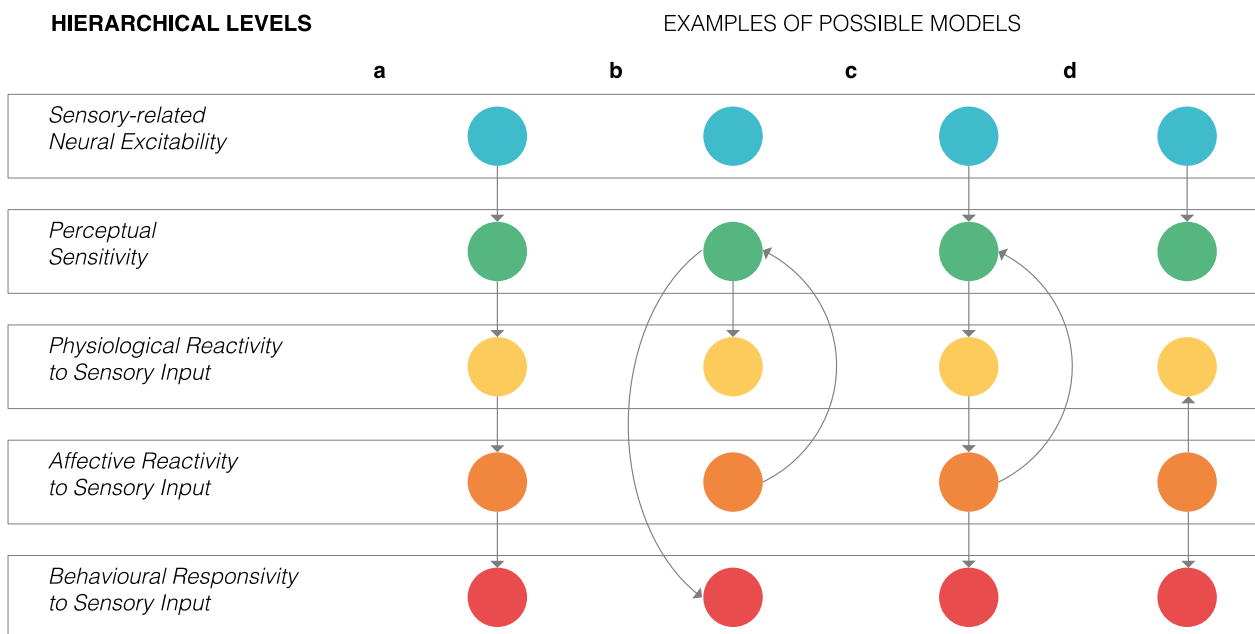 HIERARCHICAL LEVELS
EXAMPLES OF POSSIBLE MODELS
a
b
c
d
Sensory-related
Neural Excitability
Perceptual
Sensitivity
Physiological Reactivity
to Sensory Input
Affective Reactivity
to Sensory Input
Behavioural Responsivity
to Sensory Input